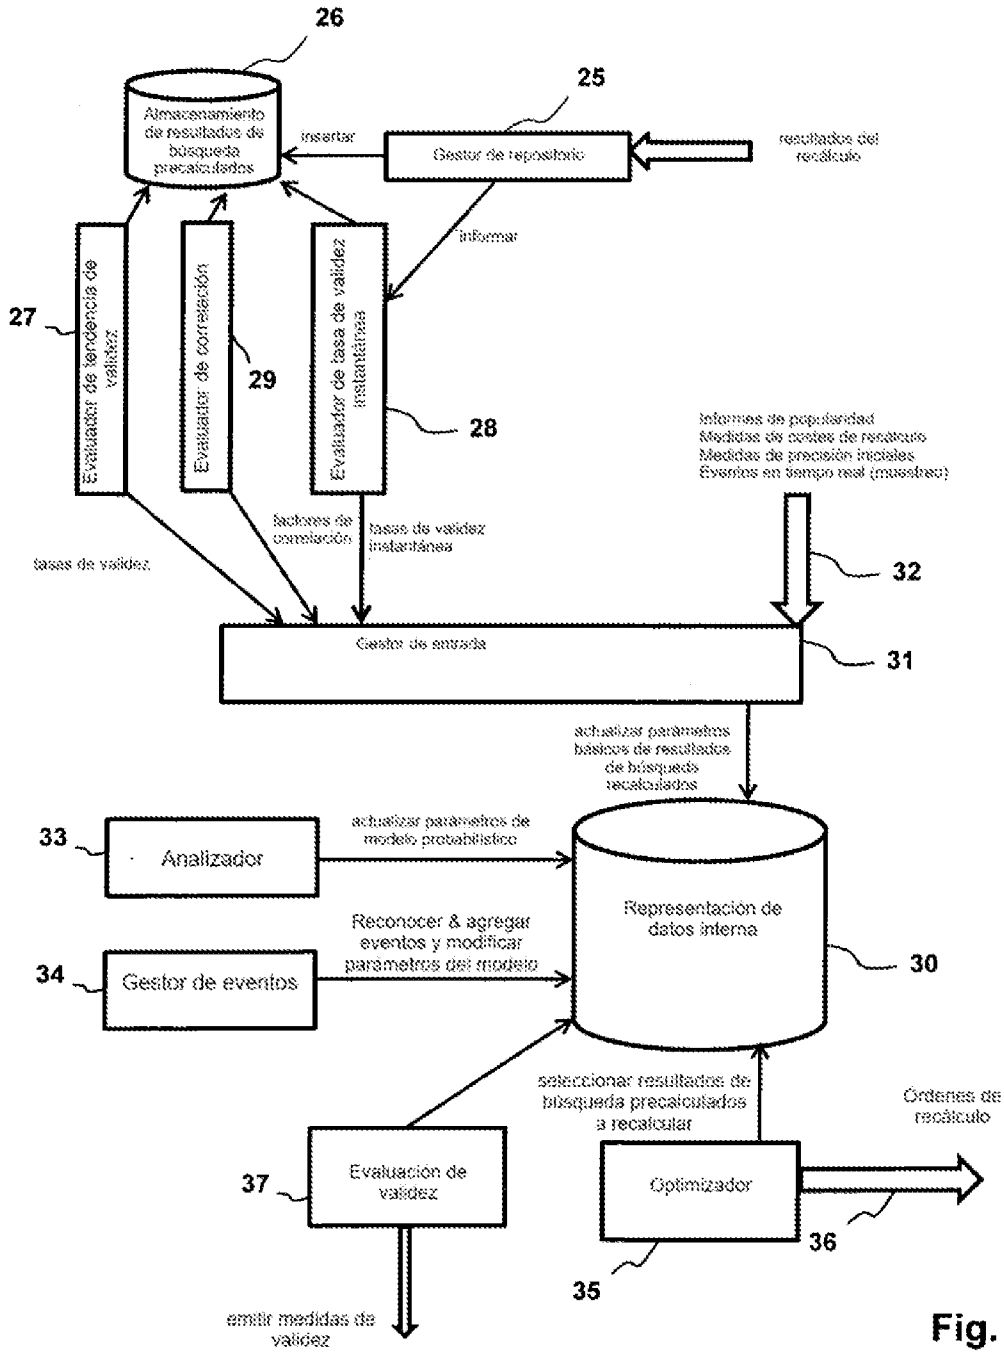 26
Almacenamiento
de resultados de
búsqueda
precalculados
25
insertar
Gestor de repositorio
resultados del
recálculo
informar
27
Evaluador de tendencia de
validez
Evaluador de correlación
29
Evaluador de tasa de validez
instantánea
28
Informes de popularidad
Medidas de costes de recálculo
Medidas de precisión iniciales
Eventos en tiempo real (muestreo)
tasas de validez
factores de
correlación
tasas de validez
instantánea
32
Gestor de entrada
31
actualizar parámetros
básicos de resultados
de búsqueda
recalculados
33
Analizador
actualizar parámetros de
modelo probabilístico
Representación de
datos interna
30
34
Gestor de eventos
Reconocer & agregar
eventos y modificar
parámetros del modelo
seleccionar resultados de
búsqueda precalculados
a recalcular
Órdenes de
recálculo
37
Evaluación de
validez
Optimizador
36
35
emitir medidas de
validez
Fig.